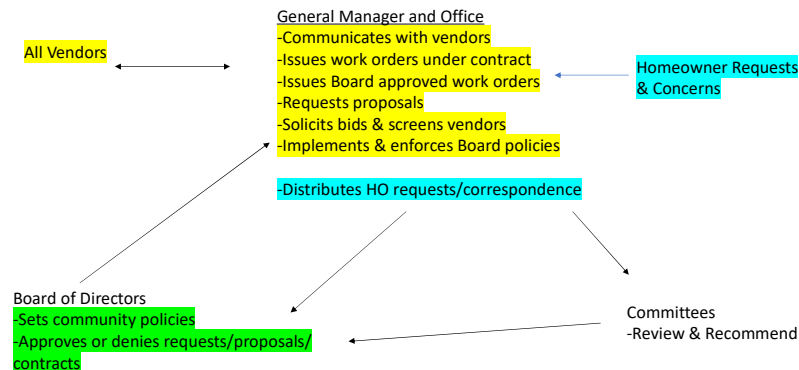 General Manager and Office
-Communicates with vendors
-Issues work orders under contract
-Issues Board approved work orders
-Requests proposals
-Solicits bids & screens vendors
-Implements & enforces Board policies
-Distributes HO requests/correspondence
All Vendors
Homeowner Requests
& Concerns
Board of Directors
-Sets community policies
-Approves or denies requests/proposals/
contracts
Committees
-Review & Recommend